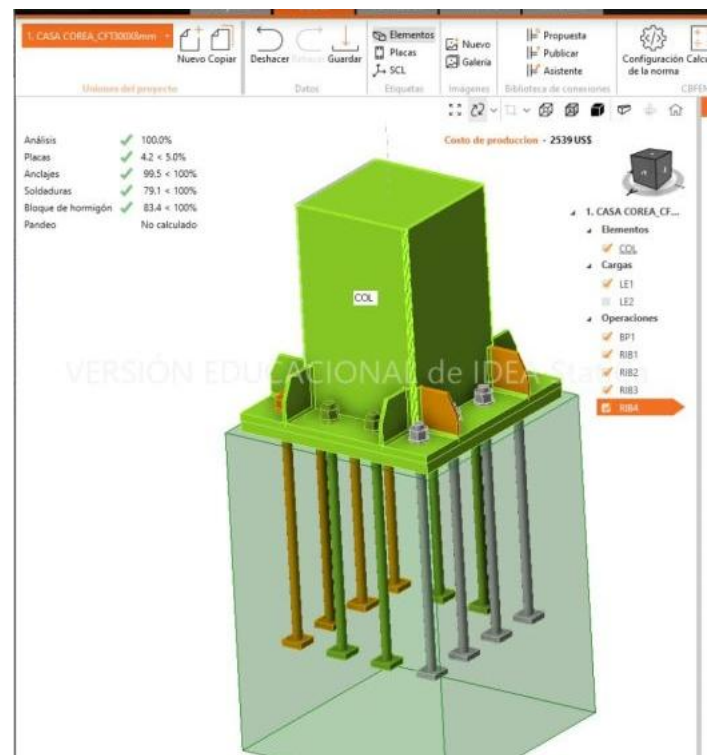 1. CASA COREA_CFT300X8mm
Nuevo Copiar
Uniones del proyecto
Deshacer Rehacer Guardar
Datos
Elementos
Placas
SCL
Etiquetas
Nuevo
Galería
Imágenes
Propuesta
Publicar
Asistente
Biblioteca de conexiones
Configuración
de la norma
CBFEM
Costo de produccion - 2539 US$
Análisis 100.0%
Placas 4.2 < 5.0%
Anclajes 99.5 < 100%
Soldaduras 79.1 < 100%
Bloque de hormigón 83.4 < 100%
Pandeo No calculado
COL
VERSIÓN EDUCACIONAL de IDEA
1. CASA COREA_CF...
Elementos
COL
Cargas
LE1
LE2
Operaciones
BP1
RIB1
RIB2
RIB3
RIB4